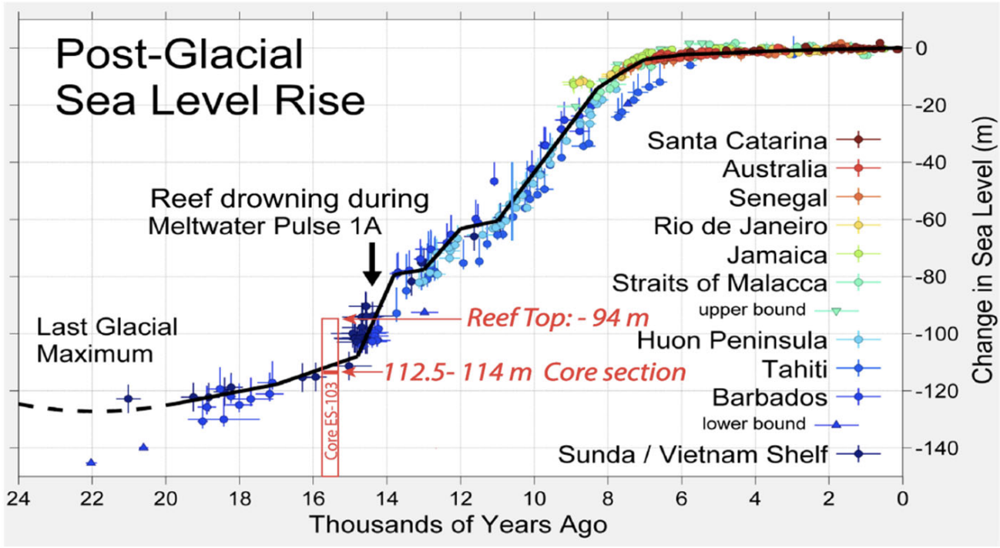 Post-Glacial
Sea Level Rise
Reef drowning during
Meltwater Pulse 1A
Last Glacial
Maximum
Reef Top: - 94 m
112.5- 114 m Core section
Core ES-103
Santa Catarina
Australia
Senegal
Rio de Janeiro
Jamaica
Straits of Malacca
upper bound
Huon Peninsula
Tahiti
Barbados
lower bound
Sunda / Vietnam Shelf
0
-20
-40
-60
-80
-100
-120
-140
Change in Sea Level (m)
24 22 20 18 16 14 12 10 8 6 4 2 0
Thousands of Years Ago